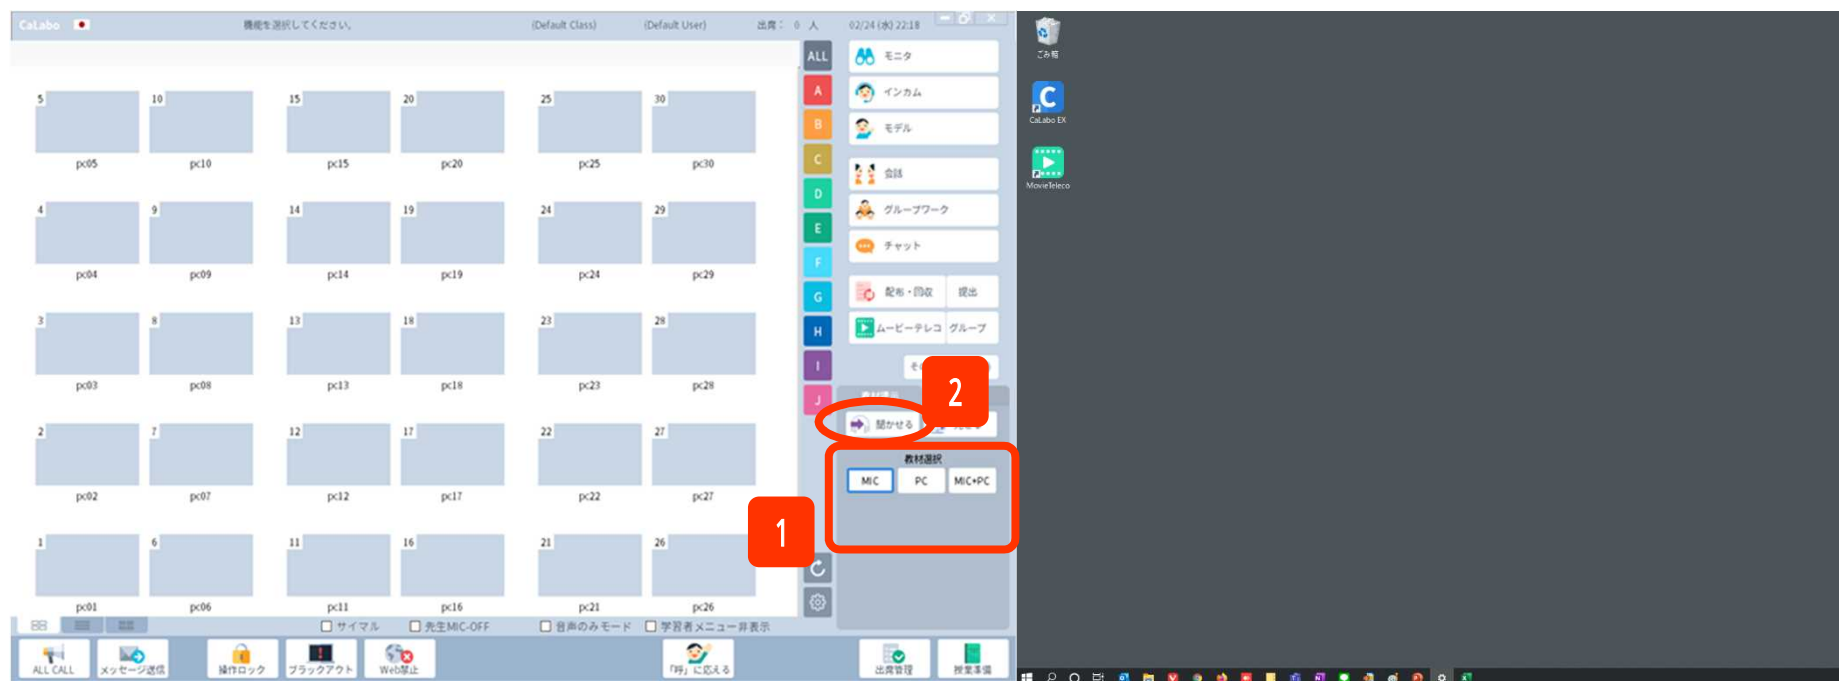 CaLabo
機能を選択してください。
(Default Class)
(Default User)
出席： 0 人
02/24 (水) 22:18
5 10 15 20 25 30
pc05 pc10 pc15 pc20 pc25 pc30
4 9 14 19 24 29
pc04 pc09 pc14 pc19 pc24 pc29
3 8 13 18 23 28
pc03 pc08 pc13 pc18 pc23 pc28
2 7 12 17 22 27
pc02 pc07 pc12 pc17 pc22 pc27
1 6 11 16 21 26
pc01 pc06 pc11 pc16 pc21 pc26
ALL
A
B
C
D
E
F
G
H
I
J
モニタ
インカム
モデル
会話
グループワーク
チャット
配布・回収 提出
ムービーテレコ グループ
2
聞かせる
教材選択
MIC PC MIC+PC
1
サイマル
先生MIC-OFF
音声のみモード
学習者メニュー非表示
ALL CALL
メッセージ送信
操作ロック
ブラックアウト
Web禁止
「呼」に応える
出席管理
授業準備
ごみ箱
CaLabo EX
MovieTeleco